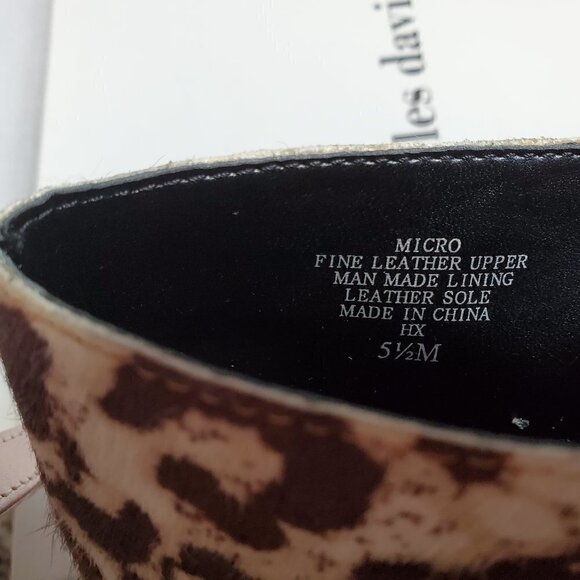 les davi
MICRO
FINE LEATHER UPPER
MAN MADE LINING
LEATHER SOLE
MADE IN CHINA
HX
5½M